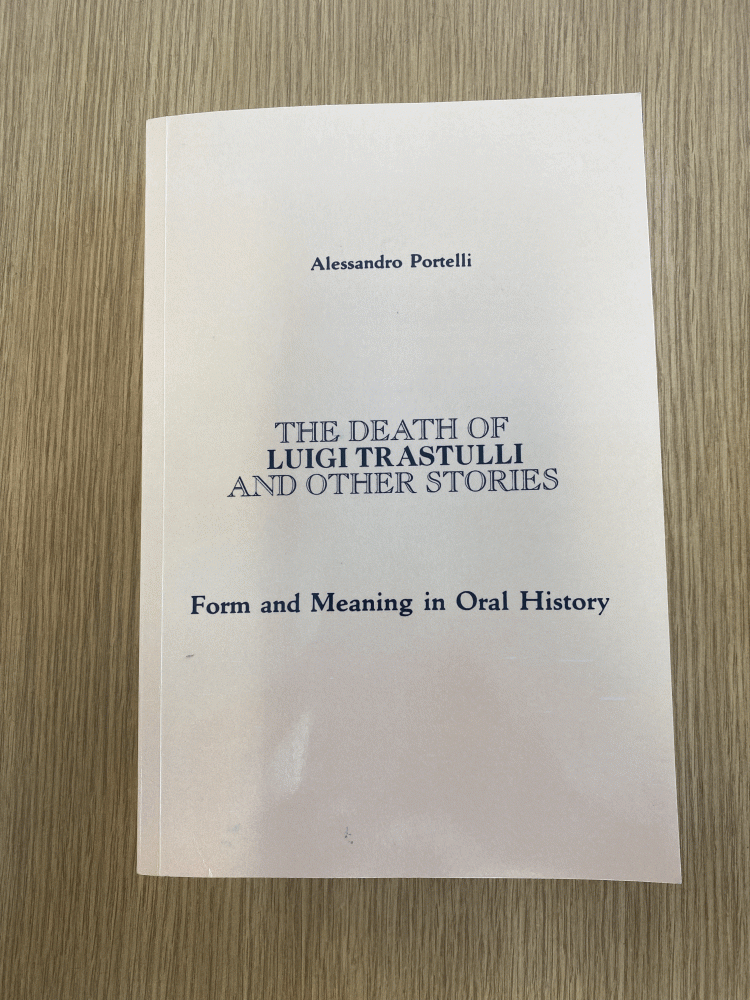 Alessandro Portelli
THE DEATH OF
LUIGI TRASTULLI
AND OTHER STORIES
Form and Meaning in Oral History